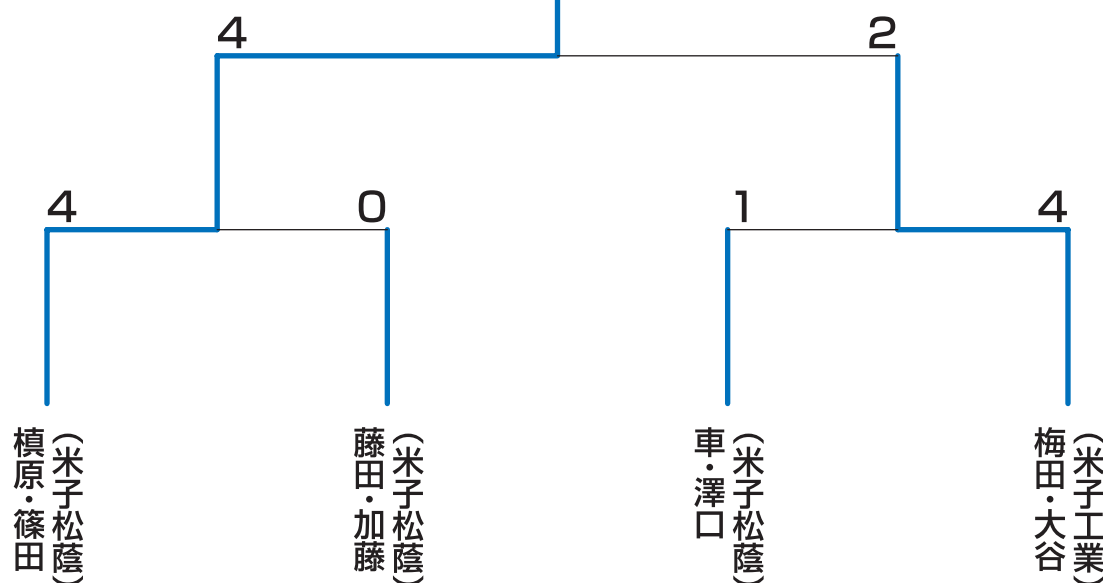 4
2
4
0
1
4
槙原・篠田
(米子松蔭)
藤田・加藤
(米子松蔭)
車・澤口
(米子松蔭)
梅田・大谷
(米子工業)